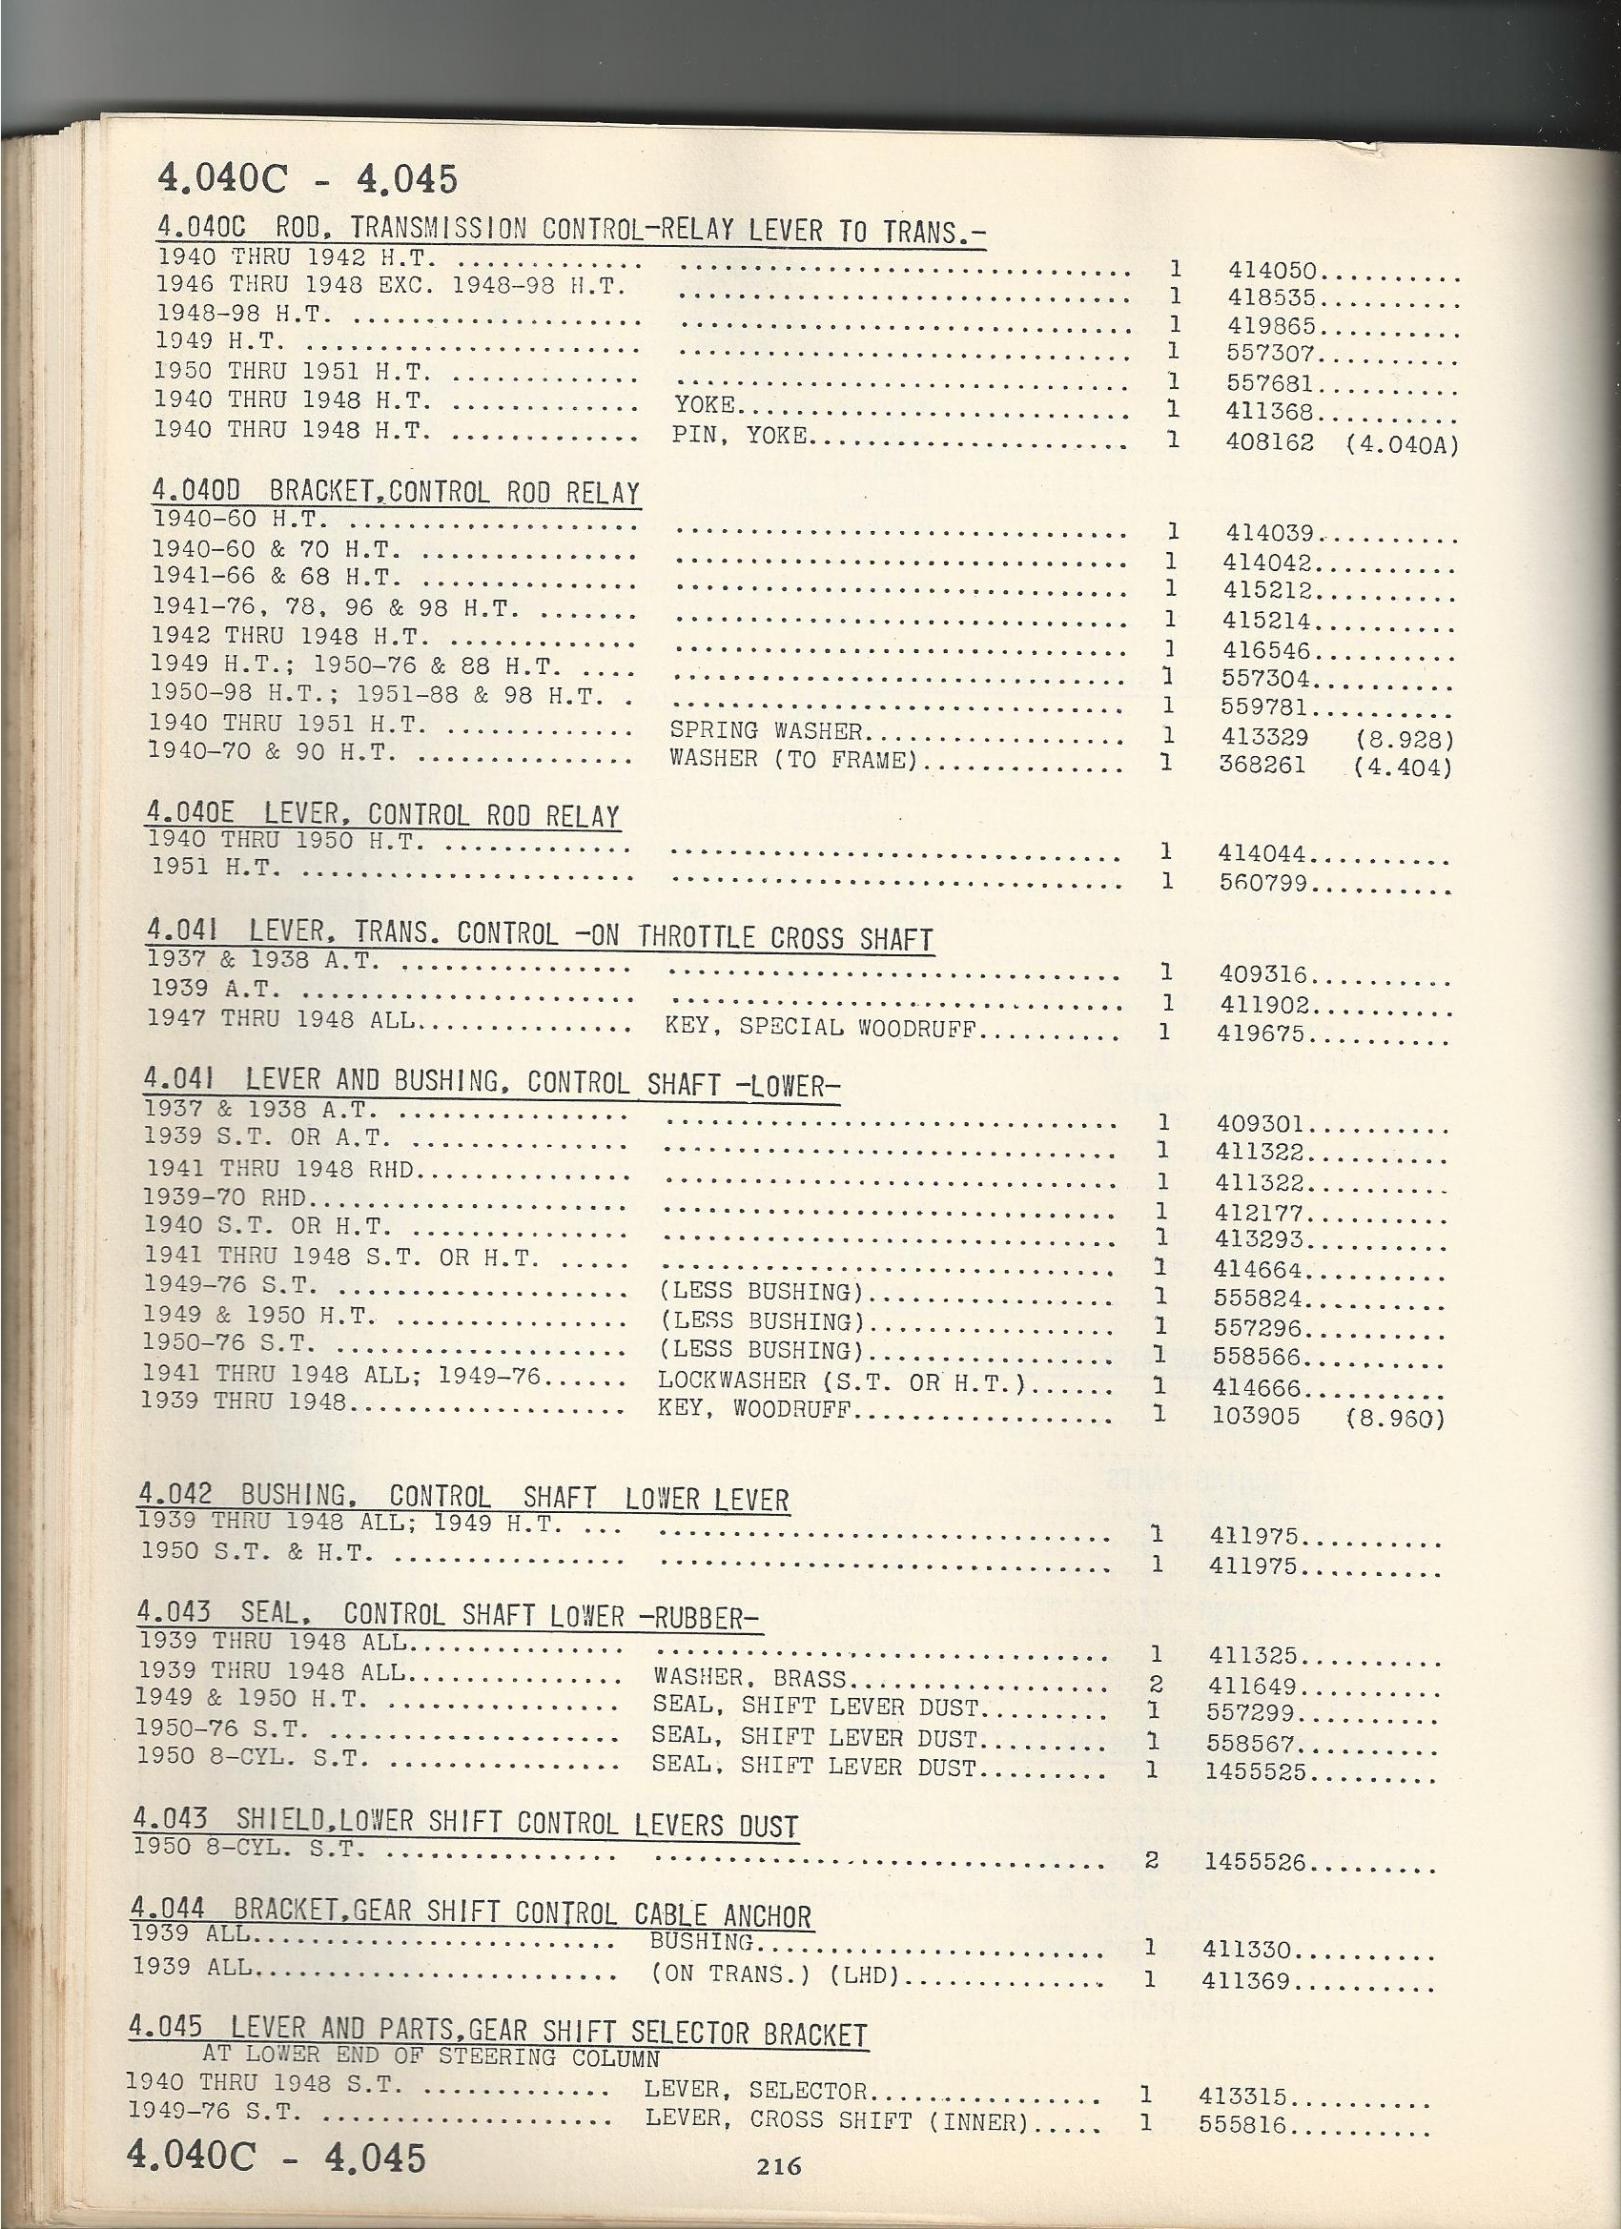 4.040C - 4.045
4.040C ROD, TRANSMISSION CONTROL-RELAY LEVER TO TRANS.-
1940 THRU 1942 H.T. ............. ............................... 1 414050..........
1946 THRU 1948 EXC. 1948-98 H.T. ............................... 1 418535..........
1948-98 H.T. .................... ............................... 1 419865..........
1949 H.T. ....................... ............................... 1 557307..........
1950 THRU 1951 H.T. ............. ............................... 1 557681..........
1940 THRU 1948 H.T. ............. YOKE........................... 1 411368..........
1940 THRU 1948 H.T. ............. PIN, YOKE...................... 1 408162 (4.040A)
4.040D BRACKET,CONTROL ROD RELAY
1940-60 H.T. .................... ............................... 1 414039..........
1940-60 & 70 H.T. ............... ............................... 1 414042..........
1941-66 & 68 H.T. ............... ............................... 1 415212..........
1941-76, 78, 96 & 98 H.T. ....... ............................... 1 415214..........
1942 THRU 1948 H.T. ............. ............................... 1 416546..........
1949 H.T.; 1950-76 & 88 H.T. .... ............................... 1 557304..........
1950-98 H.T.; 1951-88 & 98 H.T. . ............................... 1 559781..........
1940 THRU 1951 H.T. ............. SPRING WASHER.................. 1 413329 (8.928)
1940-70 & 90 H.T. ............... WASHER (TO FRAME).............. 1 368261 (4.404)
4.040E LEVER, CONTROL ROD RELAY
1940 THRU 1950 H.T. ............. ............................... 1 414044..........
1951 H.T. ....................... ............................... 1 560799..........
4.041 LEVER, TRANS. CONTROL -ON THROTTLE CROSS SHAFT
1937 & 1938 A.T. ................ ............................... 1 409316..........
1939 A.T. ....................... ............................... 1 411902..........
1947 THRU 1948 ALL............... KEY, SPECIAL WOODRUFF.......... 1 419675..........
4.041 LEVER AND BUSHING, CONTROL SHAFT -LOWER-
1937 & 1938 A.T. ................ ............................... 1 409301..........
1939 S.T. OR A.T. ............... ............................... 1 411322..........
1941 THRU 1948 RHD............... ............................... 1 411322..........
1939-70 RHD...................... ............................... 1 412177..........
1940 S.T. OR H.T. ............... ............................... 1 413293..........
1941 THRU 1948 S.T. OR H.T. ..... ............................... 1 414664..........
1949-76 S.T. .................... (LESS BUSHING)................. 1 555824..........
1949 & 1950 H.T. ................ (LESS BUSHING)................. 1 557296..........
1950-76 S.T. .................... (LESS BUSHING)................. 1 558566..........
1941 THRU 1948 ALL; 1949-76...... LOCKWASHER (S.T. OR H.T.)...... 1 414666..........
1939 THRU 1948................... KEY, WOODRUFF.................. 1 103905 (8.960)
4.042 BUSHING, CONTROL SHAFT LOWER LEVER
1939 THRU 1948 ALL; 1949 H.T. ... ............................... 1 411975..........
1950 S.T. & H.T. ................ ............................... 1 411975..........
4.043 SEAL, CONTROL SHAFT LOWER -RUBBER-
1939 THRU 1948 ALL............... ............................... 1 411325..........
1939 THRU 1948 ALL............... WASHER, BRASS.................. 2 411649..........
1949 & 1950 H.T. ................ SEAL, SHIFT LEVER DUST......... 1 557299..........
1950-76 S.T. .................... SEAL, SHIFT LEVER DUST......... 1 558567..........
1950 8-CYL. S.T. ................ SEAL, SHIFT LEVER DUST......... 1 1455525.........
4.043 SHIELD,LOWER SHIFT CONTROL LEVERS DUST
1950 8-CYL. S.T. ................ ............................... 2 1455526.........
4.044 BRACKET,GEAR SHIFT CONTROL CABLE ANCHOR
1939 ALL......................... BUSHING........................ 1 411330..........
1939 ALL......................... (ON TRANS.) (LHD).............. 1 411369..........
4.045 LEVER AND PARTS,GEAR SHIFT SELECTOR BRACKET
AT LOWER END OF STEERING COLUMN
1940 THRU 1948 S.T. ............. LEVER, SELECTOR................ 1 413315..........
1949-76 S.T. .................... LEVER, CROSS SHIFT (INNER)..... 1 555816..........
4.040C - 4.045 216